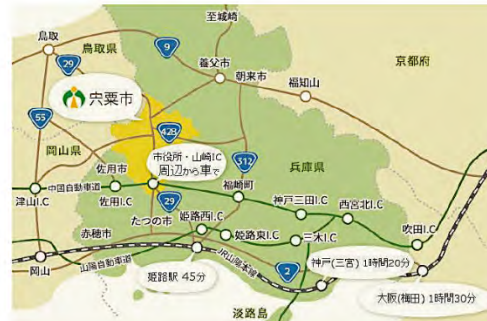 至城崎
鳥取
鳥取県
9
養父市
京都府
29
朝来市
福知山
宍粟市
53
429
岡山県
佐用市
市役所・山崎IC
周辺から車で
312
兵庫県
中国自動車道
津山I.C
佐用I.C
福崎町
神戸三田I.C
西宮北I.C
29
赤穂市
たつの市
姫路西I.C
吹田I.C
姫路東I.C
三木I.C
岡山
山陽自動車道
JR山陽本線
2
神戸(三宮) 1時間20分
姫路駅 45分
大阪(梅田) 1時間30分
淡路島